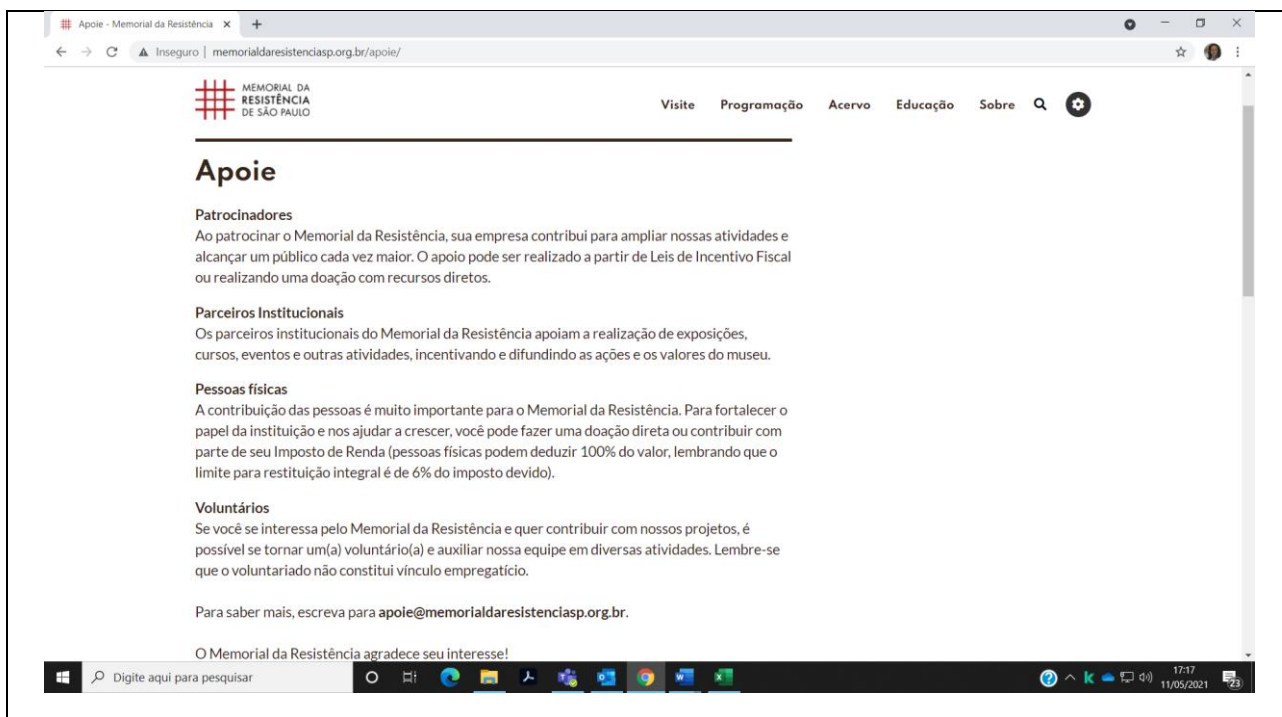 Apoie - Memorial da Resistência
Inseguro | memorialdaresistenciasp.org.br/apoie/
MEMORIAL DA
RESISTÊNCIA
DE SÃO PAULO
Visite Programação Acervo Educação Sobre
Apoie
Patrocinadores
Ao patrocinar o Memorial da Resistência, sua empresa contribui para ampliar nossas atividades e
alcançar um público cada vez maior. O apoio pode ser realizado a partir de Leis de Incentivo Fiscal
ou realizando uma doação com recursos diretos.
Parceiros Institucionais
Os parceiros institucionais do Memorial da Resistência apoiam a realização de exposições,
cursos, eventos e outras atividades, incentivando e difundindo as ações e os valores do museu.
Pessoas físicas
A contribuição das pessoas é muito importante para o Memorial da Resistência. Para fortalecer o
papel da instituição e nos ajudar a crescer, você pode fazer uma doação direta ou contribuir com
parte de seu Imposto de Renda (pessoas físicas podem deduzir 100% do valor, lembrando que o
limite para restituição integral é de 6% do imposto devido).
Voluntários
Se você se interessa pelo Memorial da Resistência e quer contribuir com nossos projetos, é
possível se tornar um(a) voluntário(a) e auxiliar nossa equipe em diversas atividades. Lembre-se
que o voluntariado não constitui vínculo empregatício.
Para saber mais, escreva para apoie@memorialdaresistenciasp.org.br.
O Memorial da Resistência agradece seu interesse!
Digite aqui para pesquisar
17:17
11/05/2021
23